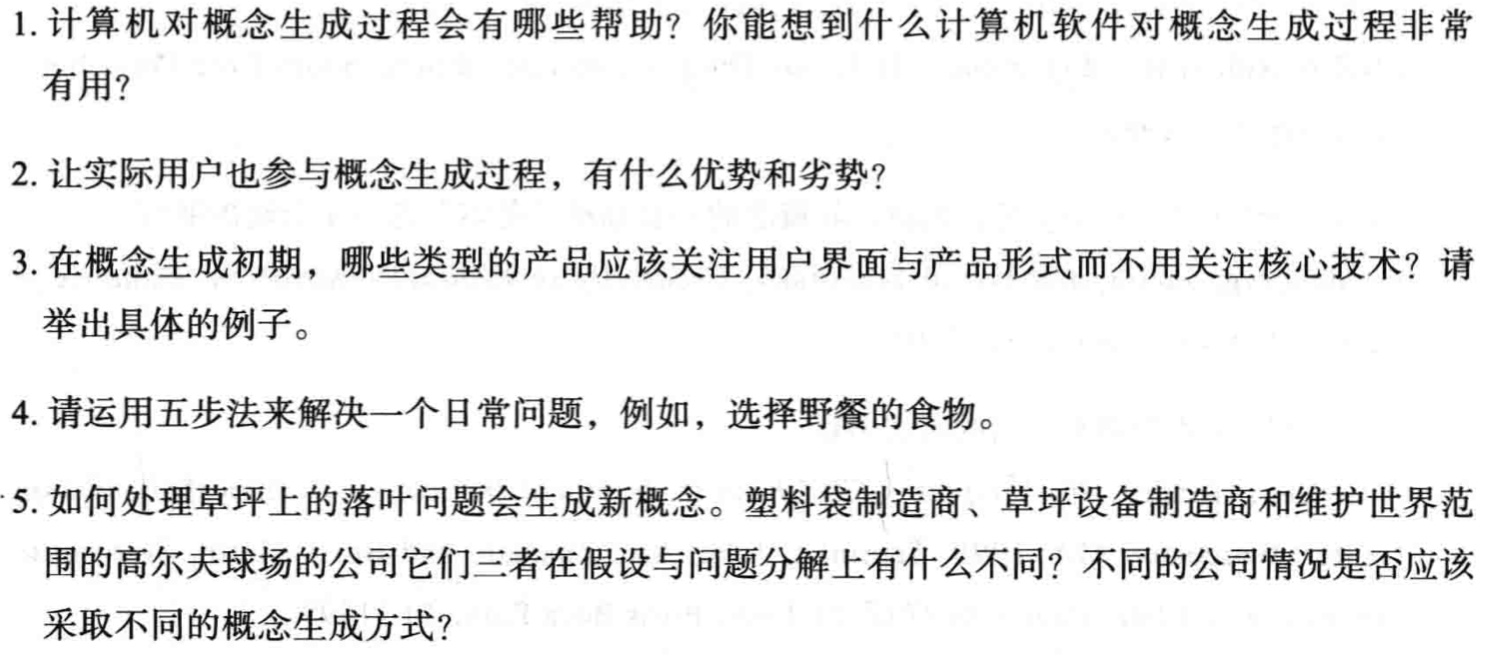 1. 计算机对概念生成过程会有哪些帮助？你能想到什么计算机软件对概念生成过程非常
有用？
2. 让实际用户也参与概念生成过程，有什么优势和劣势？
3. 在概念生成初期，哪些类型的产品应该关注用户界面与产品形式而不用关注核心技术？请
举出具体的例子。
4. 请运用五步法来解决一个日常问题，例如，选择野餐的食物。
5. 如何处理草坪上的落叶问题会生成新概念。塑料袋制造商、草坪设备制造商和维护世界范
围的高尔夫球场的公司它们三者在假设与问题分解上有什么不同？不同的公司情况是否应该
采取不同的概念生成方式？